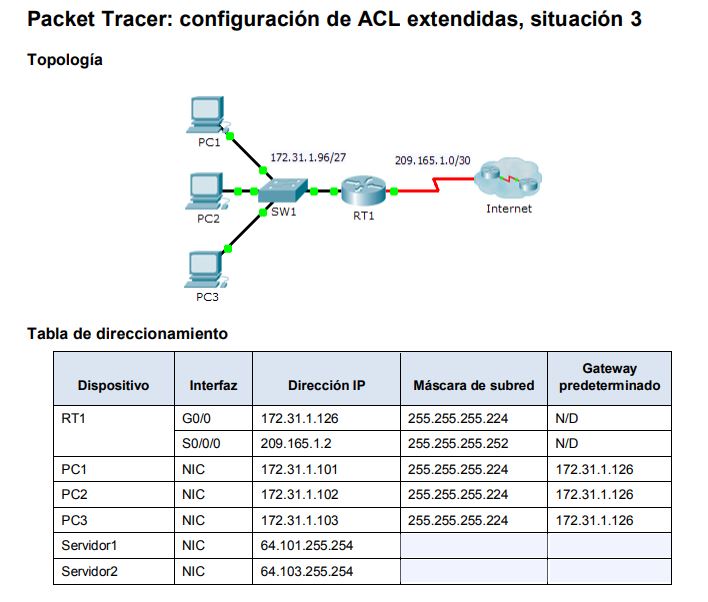 Packet Tracer: configuración de ACL extendidas, situación 3
Topología
PC1
172.31.1.96/27
209.165.1.0/30
PC2
SW1
RT1
Internet
PC3
Tabla de direccionamiento
Dispositivo Interfaz Dirección IP Máscara de subred Gateway predeterminado
RT1 G0/0 172.31.1.126 255.255.255.224 N/D
S0/0/0 209.165.1.2 255.255.255.252 N/D
PC1 NIC 172.31.1.101 255.255.255.224 172.31.1.126
PC2 NIC 172.31.1.102 255.255.255.224 172.31.1.126
PC3 NIC 172.31.1.103 255.255.255.224 172.31.1.126
Servidor1 NIC 64.101.255.254
Servidor2 NIC 64.103.255.254